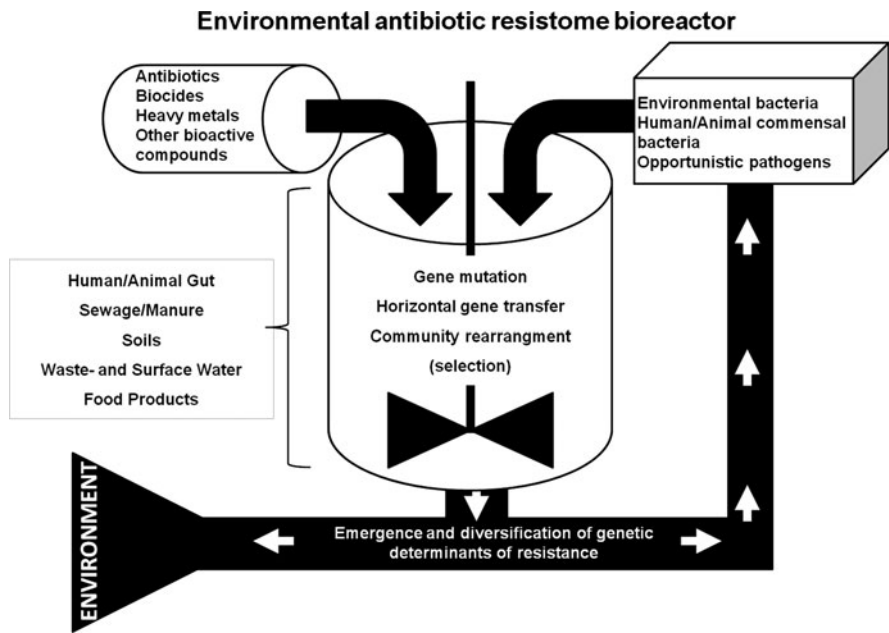 Environmental antibiotic resistome bioreactor
Antibiotics
Biocides
Heavy metals
Other bioactive
compounds
Environmental bacteria
Human/Animal commensal
bacteria
Opportunistic pathogens
Gene mutation
Horizontal gene transfer
Community rearrangment
(selection)
Human/Animal Gut
Sewage/Manure
Soils
Waste- and Surface Water
Food Products
ENVIRONMENT
Emergence and diversification of genetic
determinants of resistance